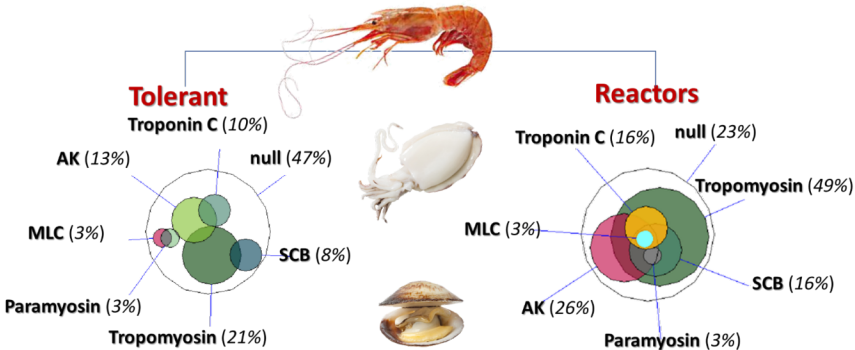 Tolerant
Troponin C (10%)
AK (13%)
null (47%)
MLC (3%)
SCB (8%)
Paramyosin (3%)
Tropomyosin (21%)
Reactors
Troponin C (16%)
null (23%)
Tropomyosin (49%)
MLC (3%)
SCB (16%)
AK (26%)
Paramyosin (3%)